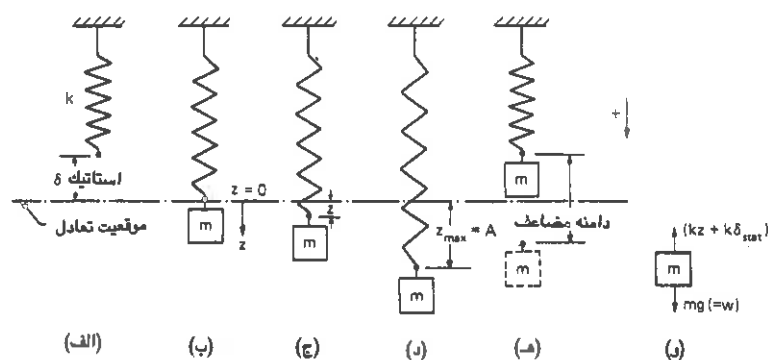 k
استاتیک δ
موقعیت تعادل
z = 0
m
z
z
m
z_max = A
m
m
دامنه مضاعف
m
+
(kz + kδ_stat)
m
mg(=w)
(الف)
(ب)
(ج)
(د)
(هـ)
(و)